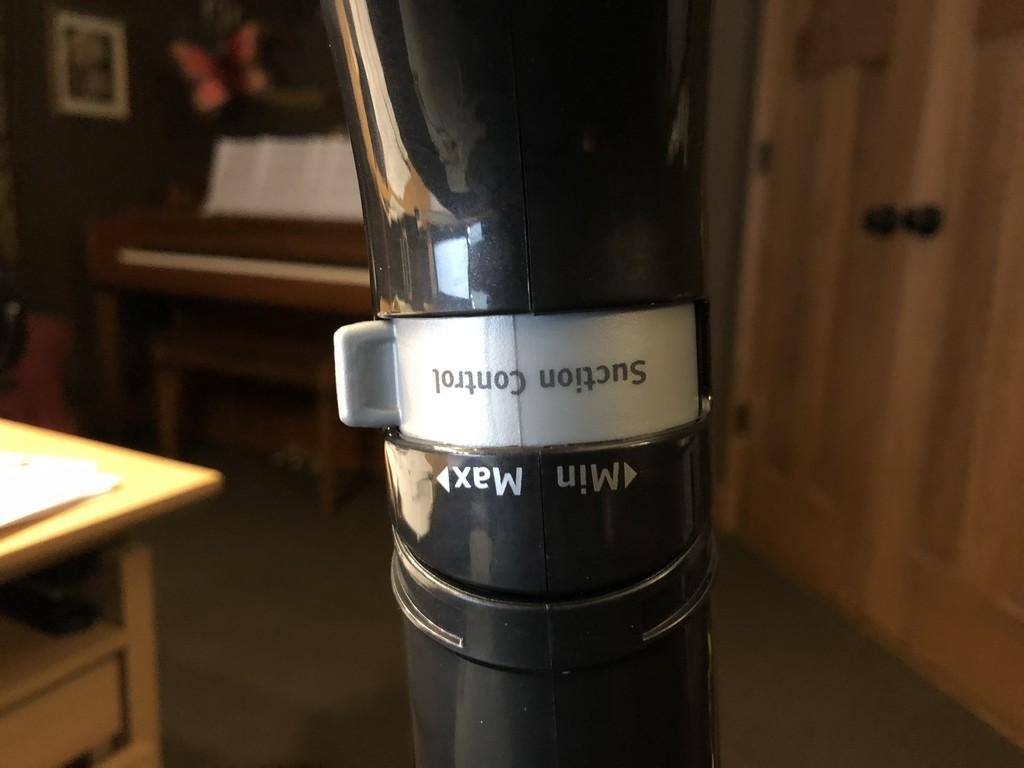 ◀Min Max▶
Suction Control